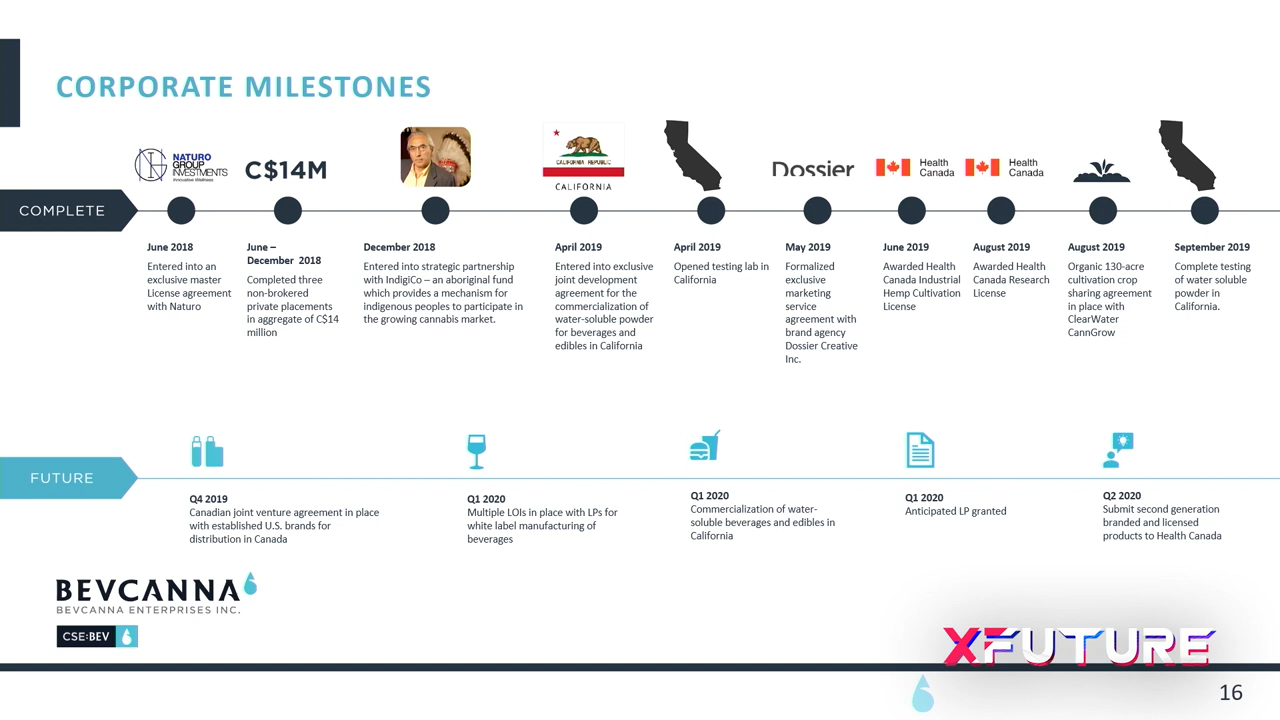 CORPORATE MILESTONES
NATURO
GROUP
INVESTMENTS
Innovative Wellness
C$14M
CALIFORNIA REPUBLIC
CALIFORNIA
Dossier
Health
Canada
Health
Canada
COMPLETE
June 2018
Entered into an
exclusive master
License agreement
with Naturo
June –
December 2018
Completed three
non-brokered
private placements
in aggregate of C$14
million
December 2018
Entered into strategic partnership
with IndigiCo – an aboriginal fund
which provides a mechanism for
indigenous peoples to participate in
the growing cannabis market.
April 2019
Entered into exclusive
joint development
agreement for the
commercialization of
water-soluble powder
for beverages and
edibles in California
April 2019
Opened testing lab in
California
May 2019
Formalized
exclusive
marketing
service
agreement with
brand agency
Dossier Creative
Inc.
June 2019
Awarded Health
Canada Industrial
Hemp Cultivation
License
August 2019
Awarded Health
Canada Research
License
August 2019
Organic 130-acre
cultivation crop
sharing agreement
in place with
ClearWater
CannGrow
September 2019
Complete testing
of water soluble
powder in
California.
FUTURE
Q4 2019
Canadian joint venture agreement in place
with established U.S. brands for
distribution in Canada
Q1 2020
Multiple LOIs in place with LPs for
white label manufacturing of
beverages
Q1 2020
Commercialization of water-
soluble beverages and edibles in
California
Q1 2020
Anticipated LP granted
Q2 2020
Submit second generation
branded and licensed
products to Health Canada
BEVCANNA
BEVCANNA ENTERPRISES INC.
CSE:BEV
XFUTURE
16